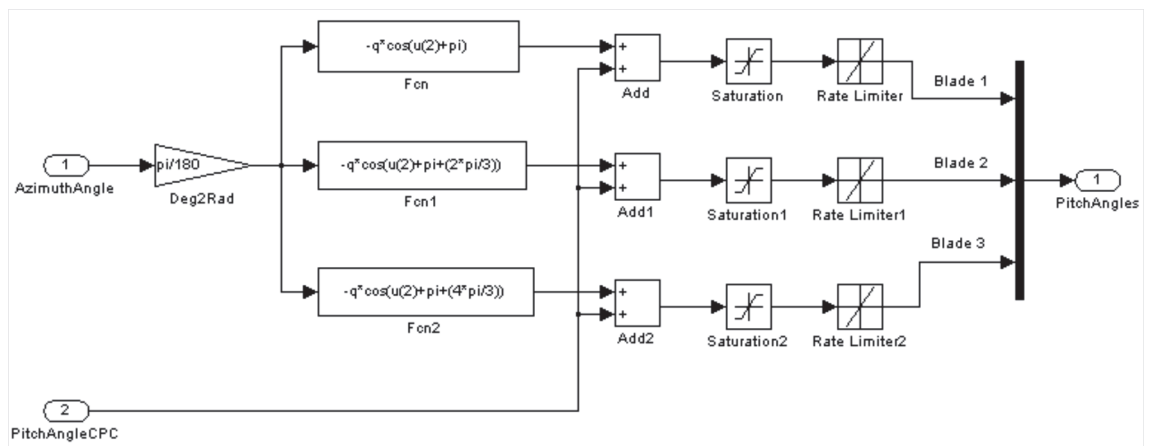 -q*cos(u(2)+pi)
Fcn
+
+
Add
Saturation
Rate Limiter
Blade 1
1
AzimuthAngle
pi/180
Deg2Rad
-q*cos(u(2)+pi+(2*pi/3))
Fcn1
+
+
Add1
Saturation1
Rate Limiter1
Blade 2
1
PitchAngles
-q*cos(u(2)+pi+(4*pi/3))
Fcn2
+
+
Add2
Saturation2
Rate Limiter2
Blade 3
2
PitchAngleCPC